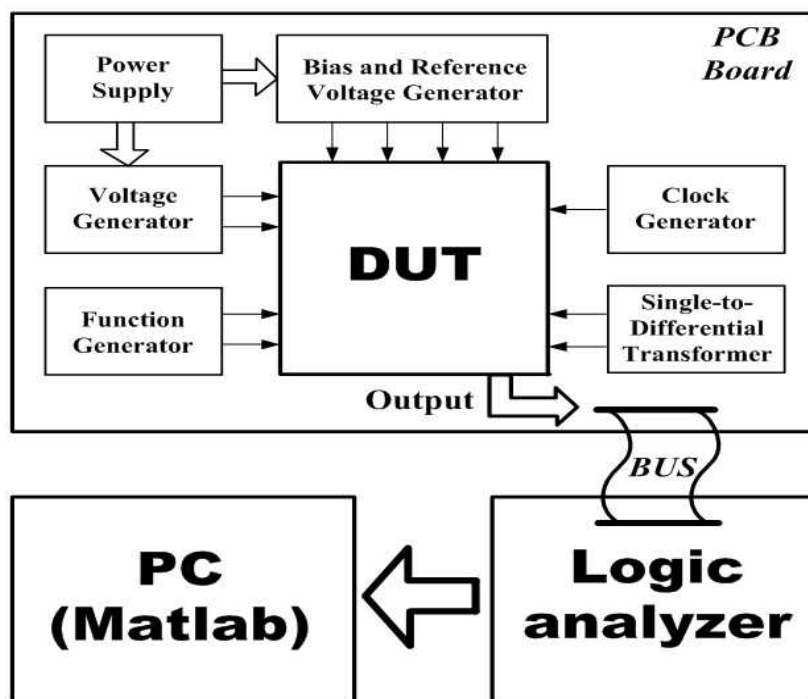 PCB
Board
Power
Supply
Bias and Reference
Voltage Generator
Voltage
Generator
DUT
Clock
Generator
Function
Generator
Single-to-
Differential
Transformer
Output
BUS
PC
(Matlab)
Logic
analyzer